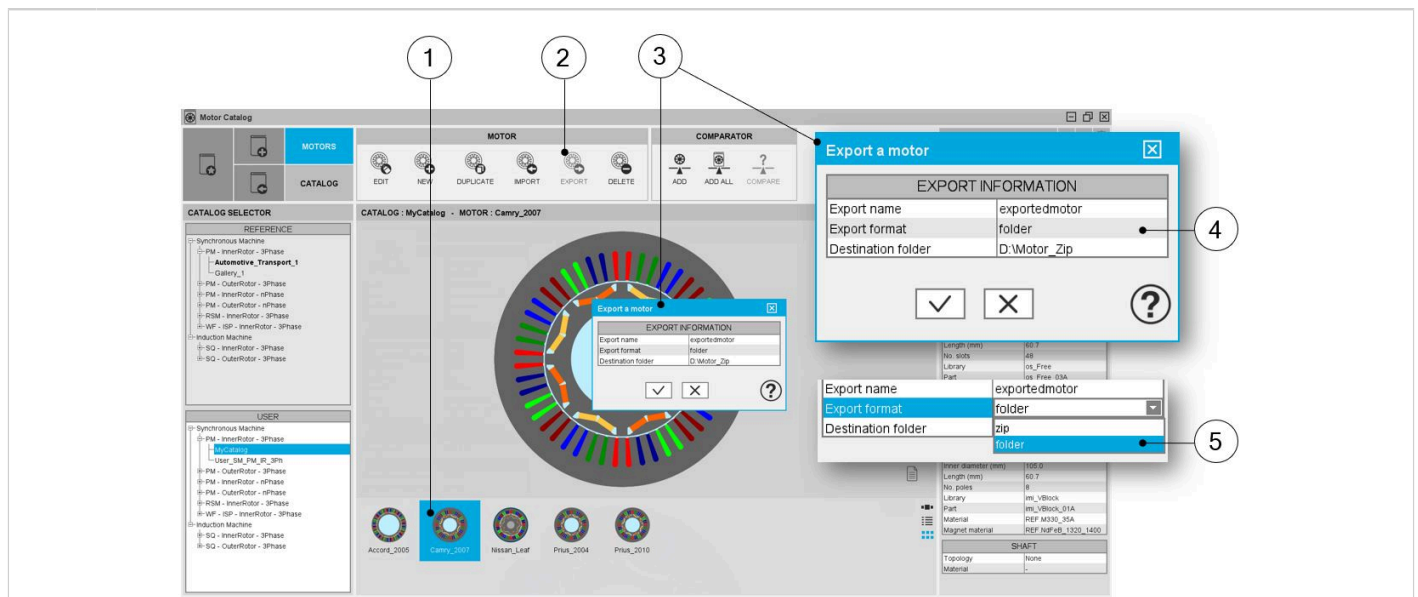 1
2
3
Motor Catalog
MOTORS
CATALOG
MOTOR
EDIT
NEW
DUPLICATE
IMPORT
EXPORT
DELETE
COMPARATOR
ADD
ADD ALL
COMPARE
CATALOG SELECTOR
REFERENCE
Synchronous Machine
PM - InnerRotor - 3Phase
Automotive_Transport_1
Gallery_1
PM - OuterRotor - 3Phase
PM - InnerRotor - nPhase
PM - OuterRotor - nPhase
RSM - InnerRotor - 3Phase
WF - ISP - InnerRotor - 3Phase
Induction Machine
SQ - InnerRotor - 3Phase
SQ - OuterRotor - 3Phase
USER
Synchronous Machine
PM - InnerRotor - 3Phase
MyCatalog
User_SM_PM_IR_3Ph
PM - OuterRotor - 3Phase
PM - InnerRotor - nPhase
PM - OuterRotor - nPhase
RSM - InnerRotor - 3Phase
WF - ISP - InnerRotor - 3Phase
Induction Machine
SQ - InnerRotor - 3Phase
SQ - OuterRotor - 3Phase
CATALOG : MyCatalog - MOTOR : Camry_2007
Export a motor
EXPORT INFORMATION
Export name exportedmotor
Export format folder
Destination folder D:\Motor_Zip
?
Accord_2005
Camry_2007
Nissan_Leaf
Prius_2004
Prius_2010
Export a motor
EXPORT INFORMATION
Export name exportedmotor
Export format folder
Destination folder D:\Motor_Zip
?
4
Length (mm) 60.7
No. slots 48
Library os_Free
Part os_Free_03A
Export name exportedmotor
Export format folder
Destination folder zip
folder
5
Inner diameter (mm) 105.0
Length (mm) 60.7
No. poles 8
Library imi_VBlock
Part imi_VBlock_01A
Material REF M330_35A
Magnet material REF NdFeB_1320_1400
SHAFT
Topology None
Material -